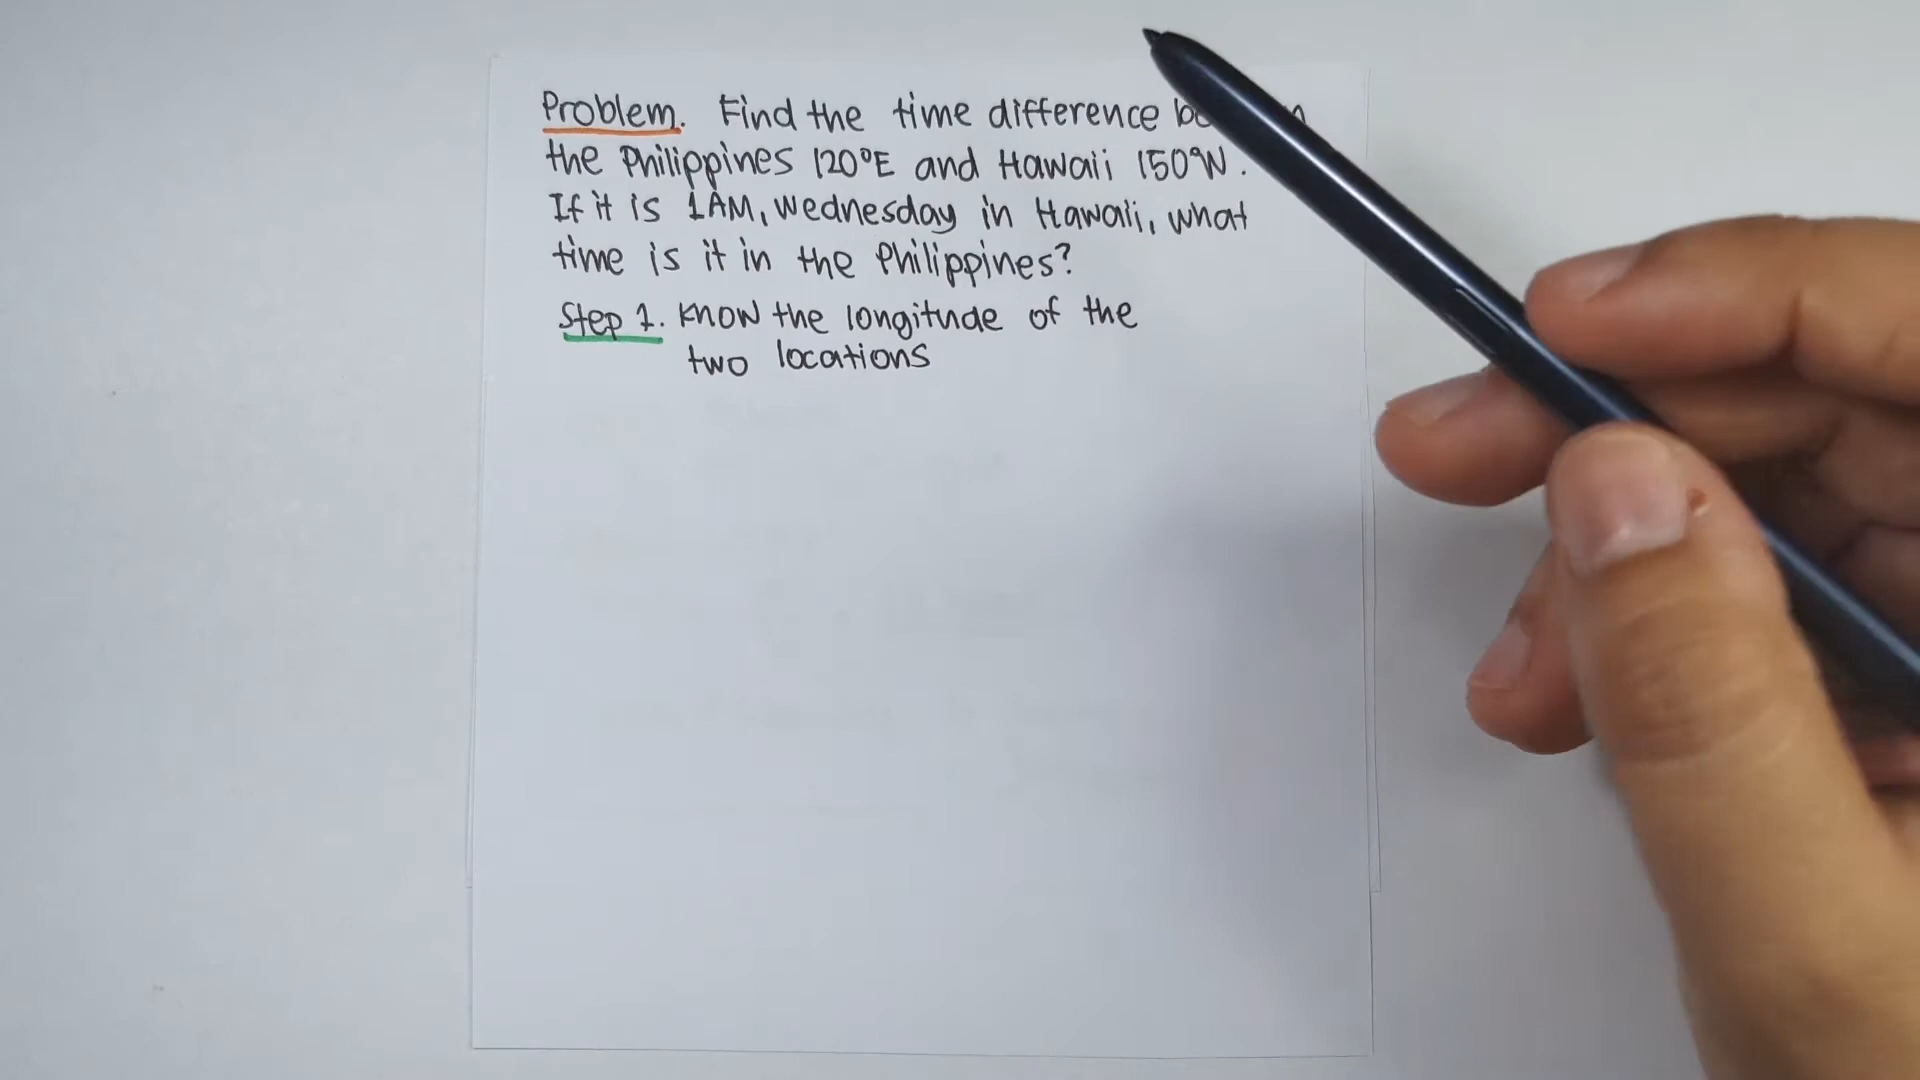 Problem. Find the time difference
the Philippines 120°E and Hawaii 150°W.
If it is 1AM, Wednesday in Hawaii, what
time is it in the Philippines?
Step 1. Know the longitude of the
two locations